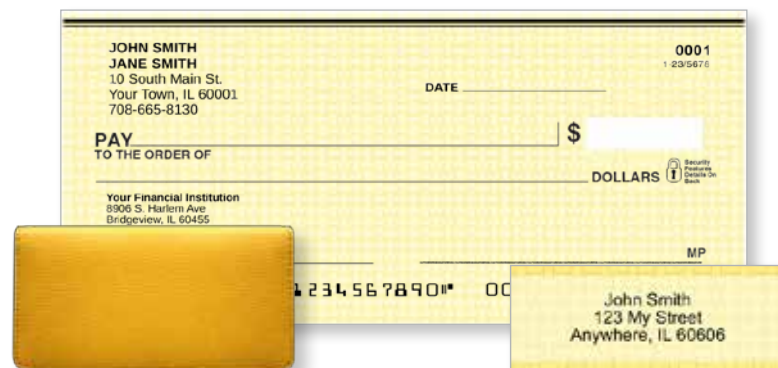 JOHN SMITH
JANE SMITH
10 South Main St.
Your Town, IL 60001
708-665-8130
0001
1-23/5678
DATE
PAY
TO THE ORDER OF
$
DOLLARS
Security
Features
Details On
Back
Your Financial Institution
8906 S. Harlem Ave
Bridgeview, IL 60455
MP
1234567890⑈ 00
John Smith
123 My Street
Anywhere, IL 60606